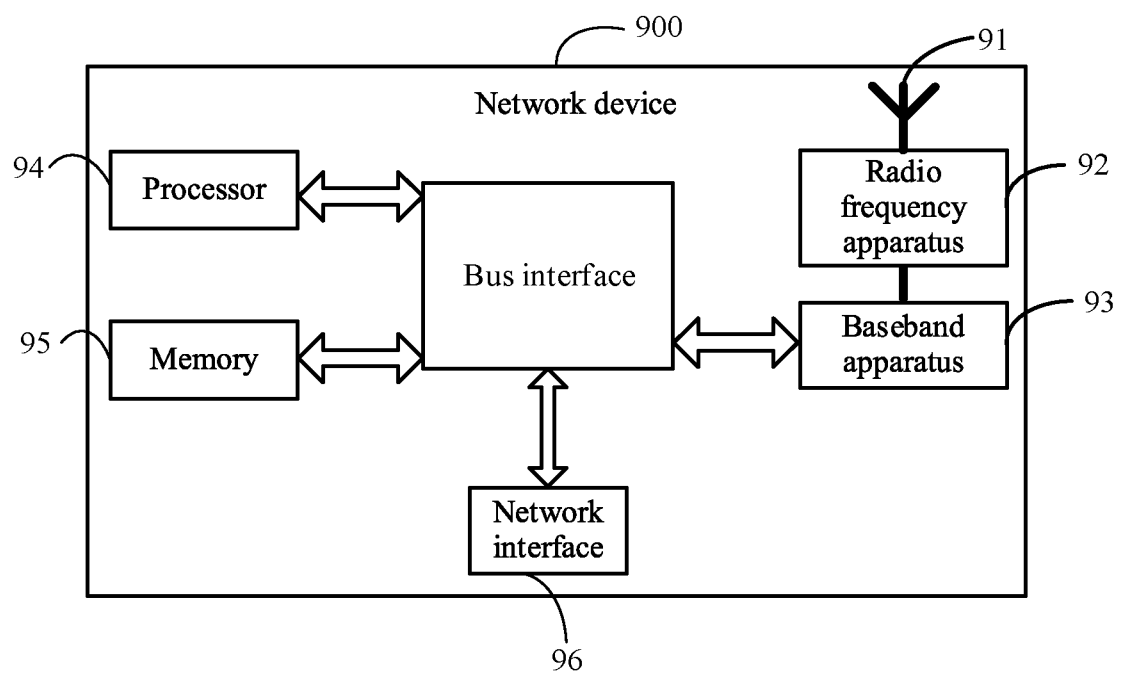 900
91
Network device
94
Processor
Radio
frequency
apparatus
92
Bus interface
95
Memory
Baseband
apparatus
93
Network
interface
96